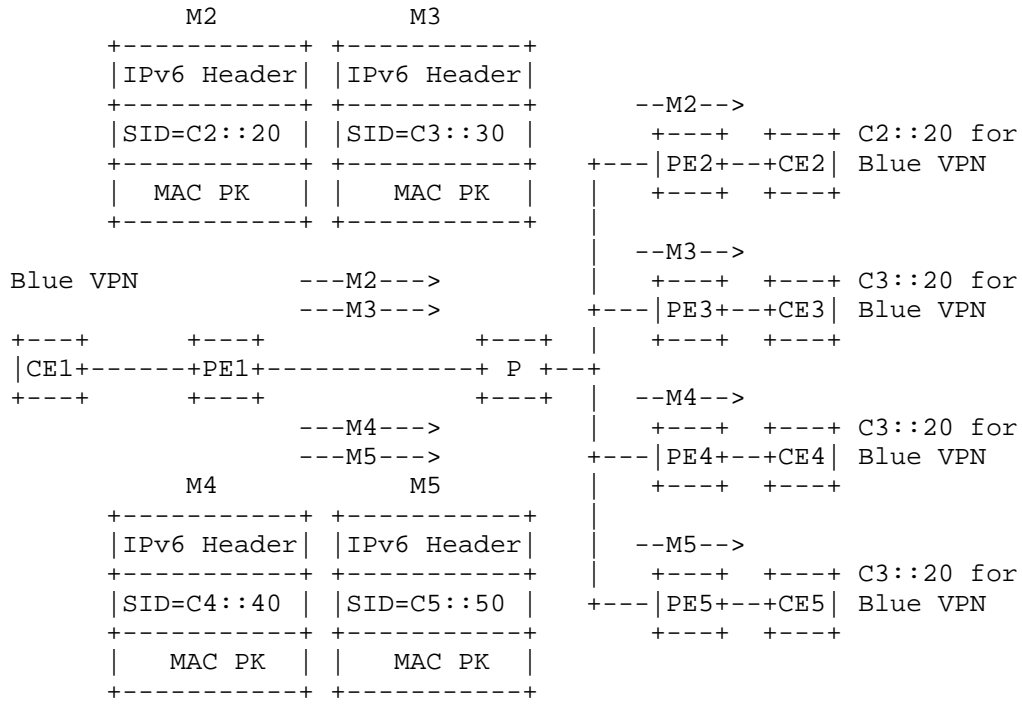 M2 M3
IPv6 Header IPv6 Header
--M2-->
SID=C2::20 SID=C3::30 C2::20 for
MAC PK MAC PK PE2 CE2 Blue VPN
--M3-->
Blue VPN ---M2---> C3::20 for
---M3---> PE3 CE3 Blue VPN
CE1 PE1 P
--M4-->
---M4---> C3::20 for
---M5---> PE4 CE4 Blue VPN
M4 M5
IPv6 Header IPv6 Header --M5-->
C3::20 for
SID=C4::40 SID=C5::50 PE5 CE5 Blue VPN
MAC PK MAC PK